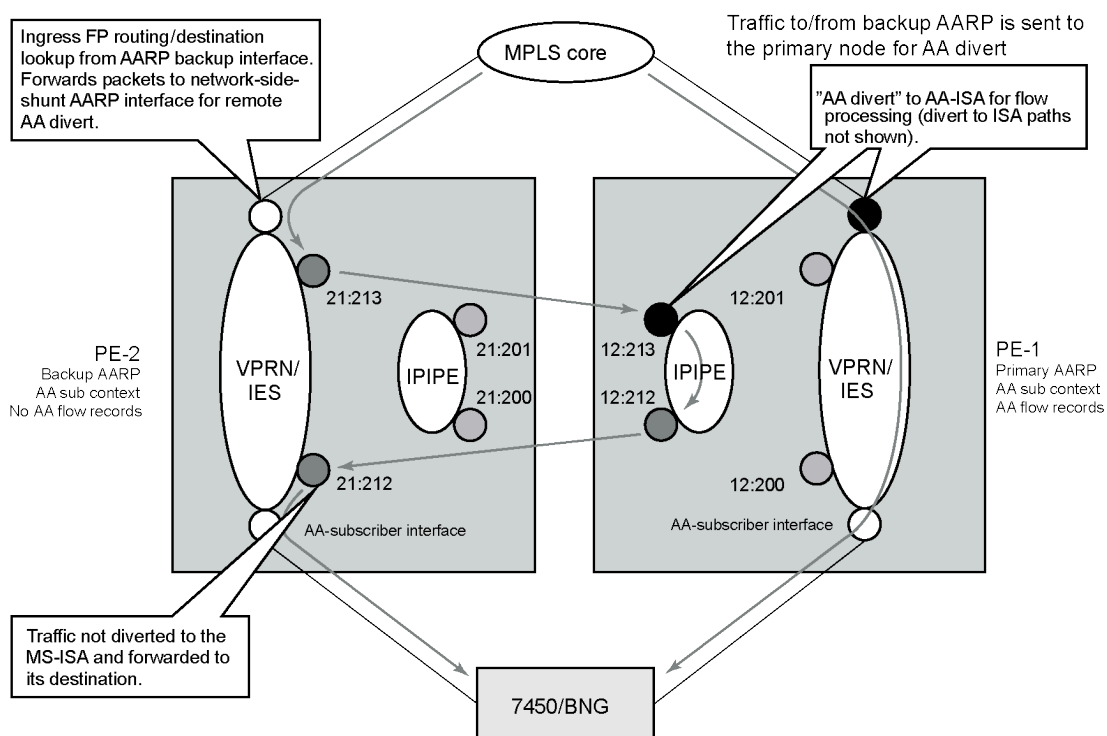 Ingress FP routing/destination
lookup from AARP backup interface.
Forwards packets to network-side-
shunt AARP interface for remote
AA divert.
MPLS core
Traffic to/from backup AARP is sent to
the primary node for AA divert
"AA divert" to AA-ISA for flow
processing (divert to ISA paths
not shown).
21:213
12:201
21:201
12:213
PE-2
Backup AARP
AA sub context
No AA flow records
VPRN/
IES
IPIPE
IPIPE
VPRN/
IES
PE-1
Primary AARP
AA sub context
AA flow records
21:200
12:212
21:212
12:200
AA-subscriber interface
AA-subscriber interface
Traffic not diverted to the
MS-ISA and forwarded to
its destination.
7450/BNG